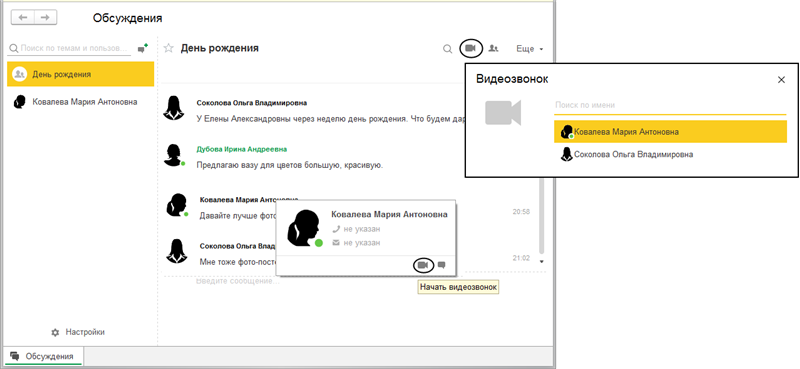 Обсуждения
Поиск по темам и пользов...
День рождения
Ковалева Мария Антоновна
День рождения
Еще
Соколова Ольга Владимировна
У Елены Александровны через неделю день рождения. Что будем дар
Дубова Ирина Андреевна
Предлагаю вазу для цветов большую, красивую.
Ковалева Мария Антоновна
Давайте лучше фото
20:58
Соколова Ольга Влад
Мне тоже фото-посте
21:02
Введите сообщение...
Ковалева Мария Антоновна
не указан
не указан
Начать видеозвонок
Видеозвонок
Поиск по имени
Ковалева Мария Антоновна
Соколова Ольга Владимировна
Настройки
Обсуждения